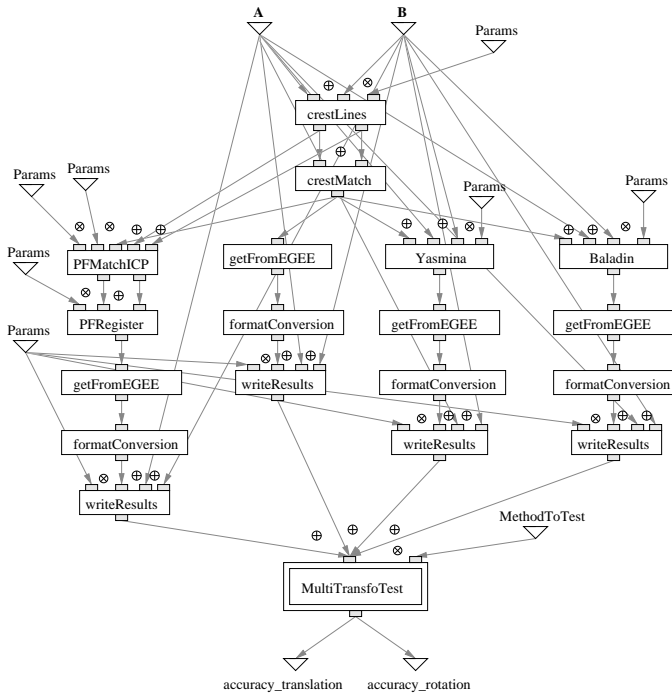 A
B
Params
crestLines
crestMatch
Params
Params
Params
Params
getFromEGEE
Yasmina
Baladin
PFMatchICP
Params
PFRegister
formatConversion
getFromEGEE
getFromEGEE
Params
getFromEGEE
writeResults
formatConversion
formatConversion
formatConversion
writeResults
writeResults
writeResults
MethodToTest
MultiTransfoTest
accuracy_translation
accuracy_rotation